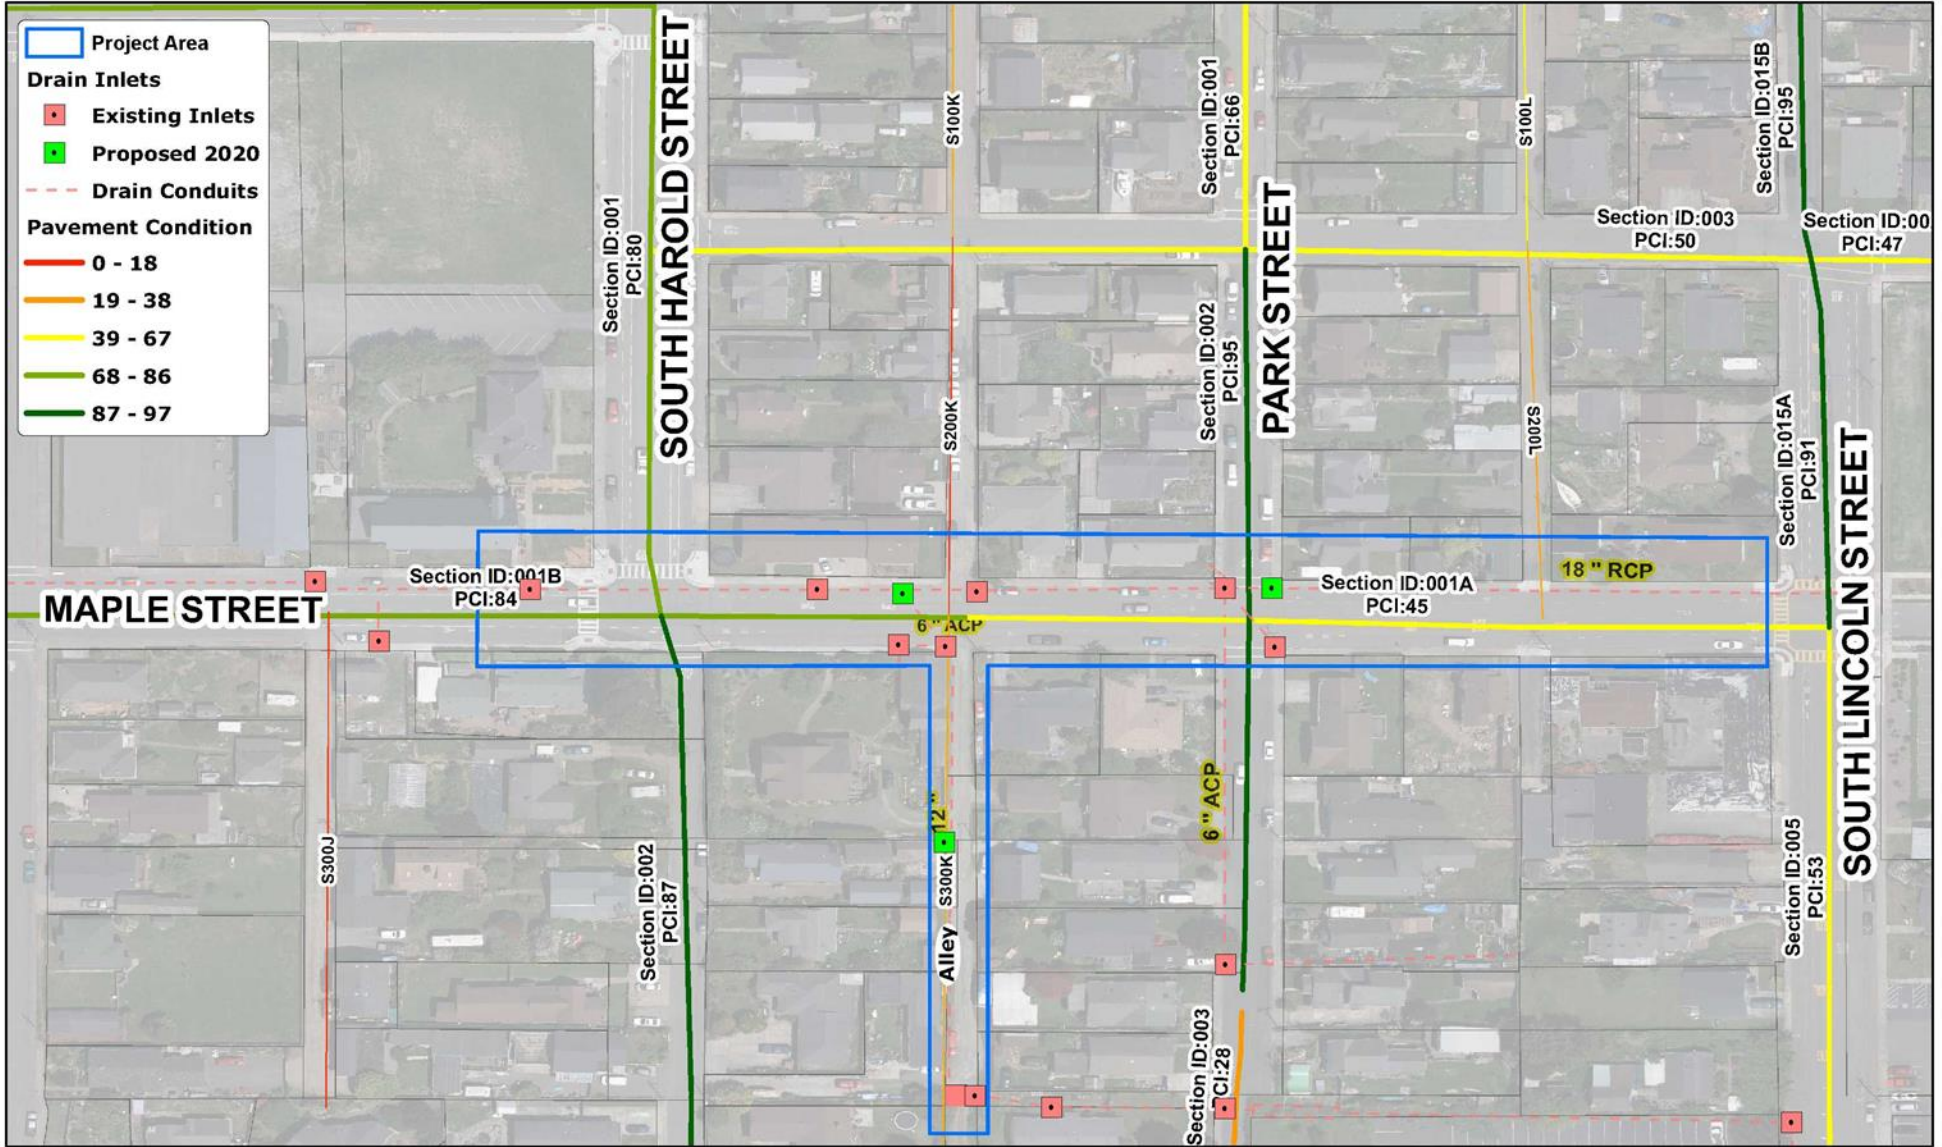 Project Area
Drain Inlets
Existing Inlets
Proposed 2020
Drain Conduits
Pavement Condition
0 - 18
19 - 38
39 - 67
68 - 86
87 - 97
Section ID:001
PCI:80
SOUTH HAROLD STREET
S100K
Section ID:001
PCI:66
S100L
Section ID:015B
PCI:95
Section ID:003
PCI:50
Section ID:00
PCI:47
S200K
Section ID:002
PCI:95
PARK STREET
S200L
Section ID:015A
PCI:91
SOUTH LINCOLN STREET
Section ID:001B
PCI:84
MAPLE STREET
6 " ACP
Section ID:001A
PCI:45
18 " RCP
S300J
Section ID:002
PCI:87
12 "
Alley
S300K
6 " ACP
Section ID:003
PCI:28
Section ID:005
PCI:53